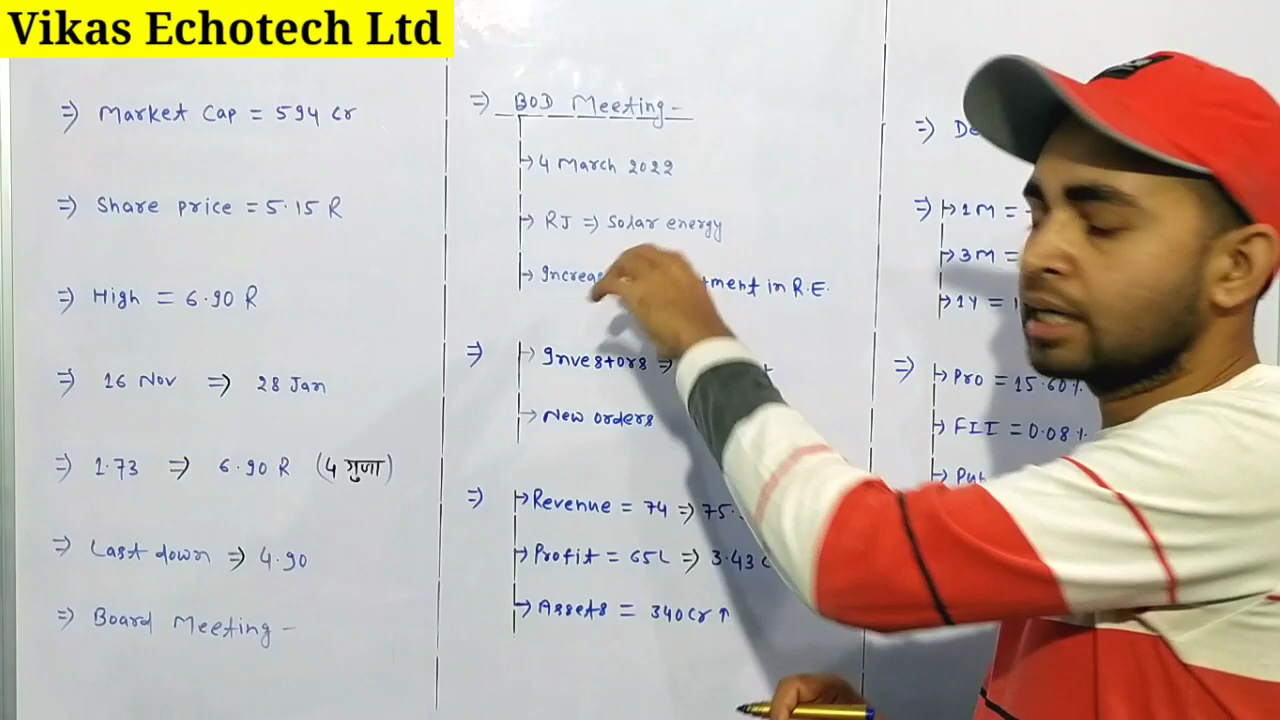 Vikas Echotech Ltd
⇒ Market Cap = 594 Cr
⇒ Share price = 5.15 R
⇒ High = 6.90 R
⇒ 16 Nov ⇒ 28 Jan
⇒ 1.73 ⇒ 6.90 R (4 गुणा)
⇒ Last down ⇒ 4.90
⇒ Board Meeting -
⇒ BOD Meeting -
→ 4 March 2022
→ RJ ⇒ Solar energy
→ in R.E.
⇒ → Investors ⇒
→ New orders
⇒ → Revenue = 74 ⇒ 75.
→ Profit = 65L ⇒ 3.43
→ Assets = 340 Cr ↑
⇒
⇒ → 1M = -
→ 3M =
→ 1Y =
⇒ → Pro = 15.60%
→ FII = 0.08%